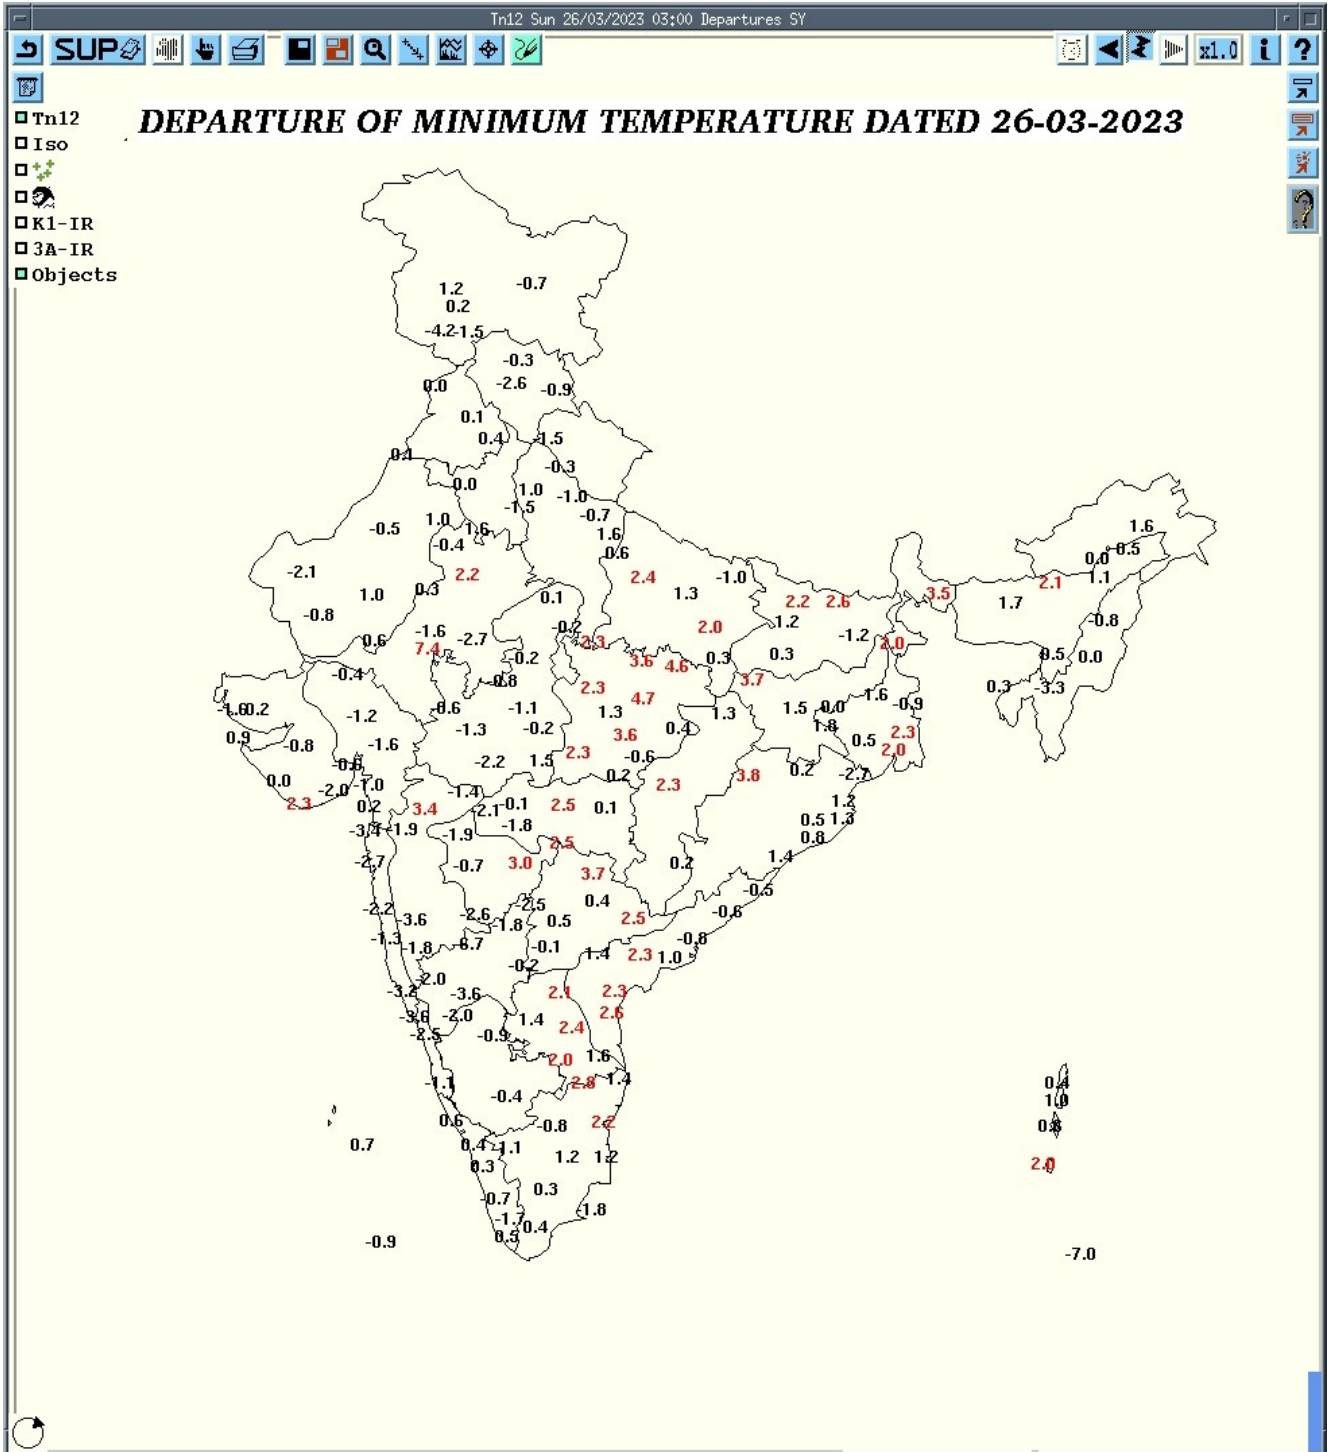 Tn12 Sun 26/03/2023 03:00 Departures SY
SUP
x1.0
i
?
DEPARTURE OF MINIMUM TEMPERATURE DATED 26-03-2023
Tn12
Iso
K1-IR
3A-IR
Objects
1.2 -0.7
0.2
-4.2 -1.5
-0.3
0.0 -2.6 -0.9
0.1
0.4 -1.5
0.1
-0.3
0.0 1.0 -1.0
-1.5 -0.7
-0.5 1.0 1.6 1.6 1.6
-0.4 0.6 0.0 0.5
-2.1 2.2 2.4 1.3 -1.0 2.1 1.1
1.0 0.3 0.1 2.2 2.6 3.5 1.7
-0.8 1.2 -0.8
0.6 -1.6 -2.7 -0.2 2.3 2.0 -1.2 2.0
7.4 -0.2 3.6 4.6 0.3 0.3 0.5 0.0
-0.4 -0.8 2.3 3.7 0.3 -3.3
-1.6 0.2 -0.6 -1.1 4.7 1.6 -0.9
-1.2 1.3 1.3 1.5 0.0
0.9 -1.3 -0.2 3.6 0.4 1.8 2.3
-0.8 -1.6 2.3 0.5 2.0
-0.6 -2.2 1.5 -0.6
0.0 -1.0 0.2 2.3 3.8 0.2 -2.7
-2.0 -1.4
2.3 0.2 3.4 -2.1 -0.1 2.5 0.1 1.2
-3.4 -1.9 -1.9 -1.8 0.5 1.3
2.5 0.8
-2.7 -0.7 3.0 3.7 0.2 1.4
-2.2 -2.5 0.4 -0.5
-3.6 -2.6 -1.8 0.5 2.5 -0.6
-1.3 -1.8 -0.1 1.4 2.3 1.0 -0.8
-0.2
-2.0
-3.2 -3.6 2.1 2.3
-3.6 -2.0 1.4 2.6
-2.5 -0.9 2.4
2.0 1.6
-1.1 2.8 1.4 0.4
-0.4 1.0
0.6 -0.8 2.2
0.7 0.4 -1.1
0.3 1.2 1.2 2.0
-0.7 0.3
-1.7 0.4 -1.8
-0.9 0.5 -7.0